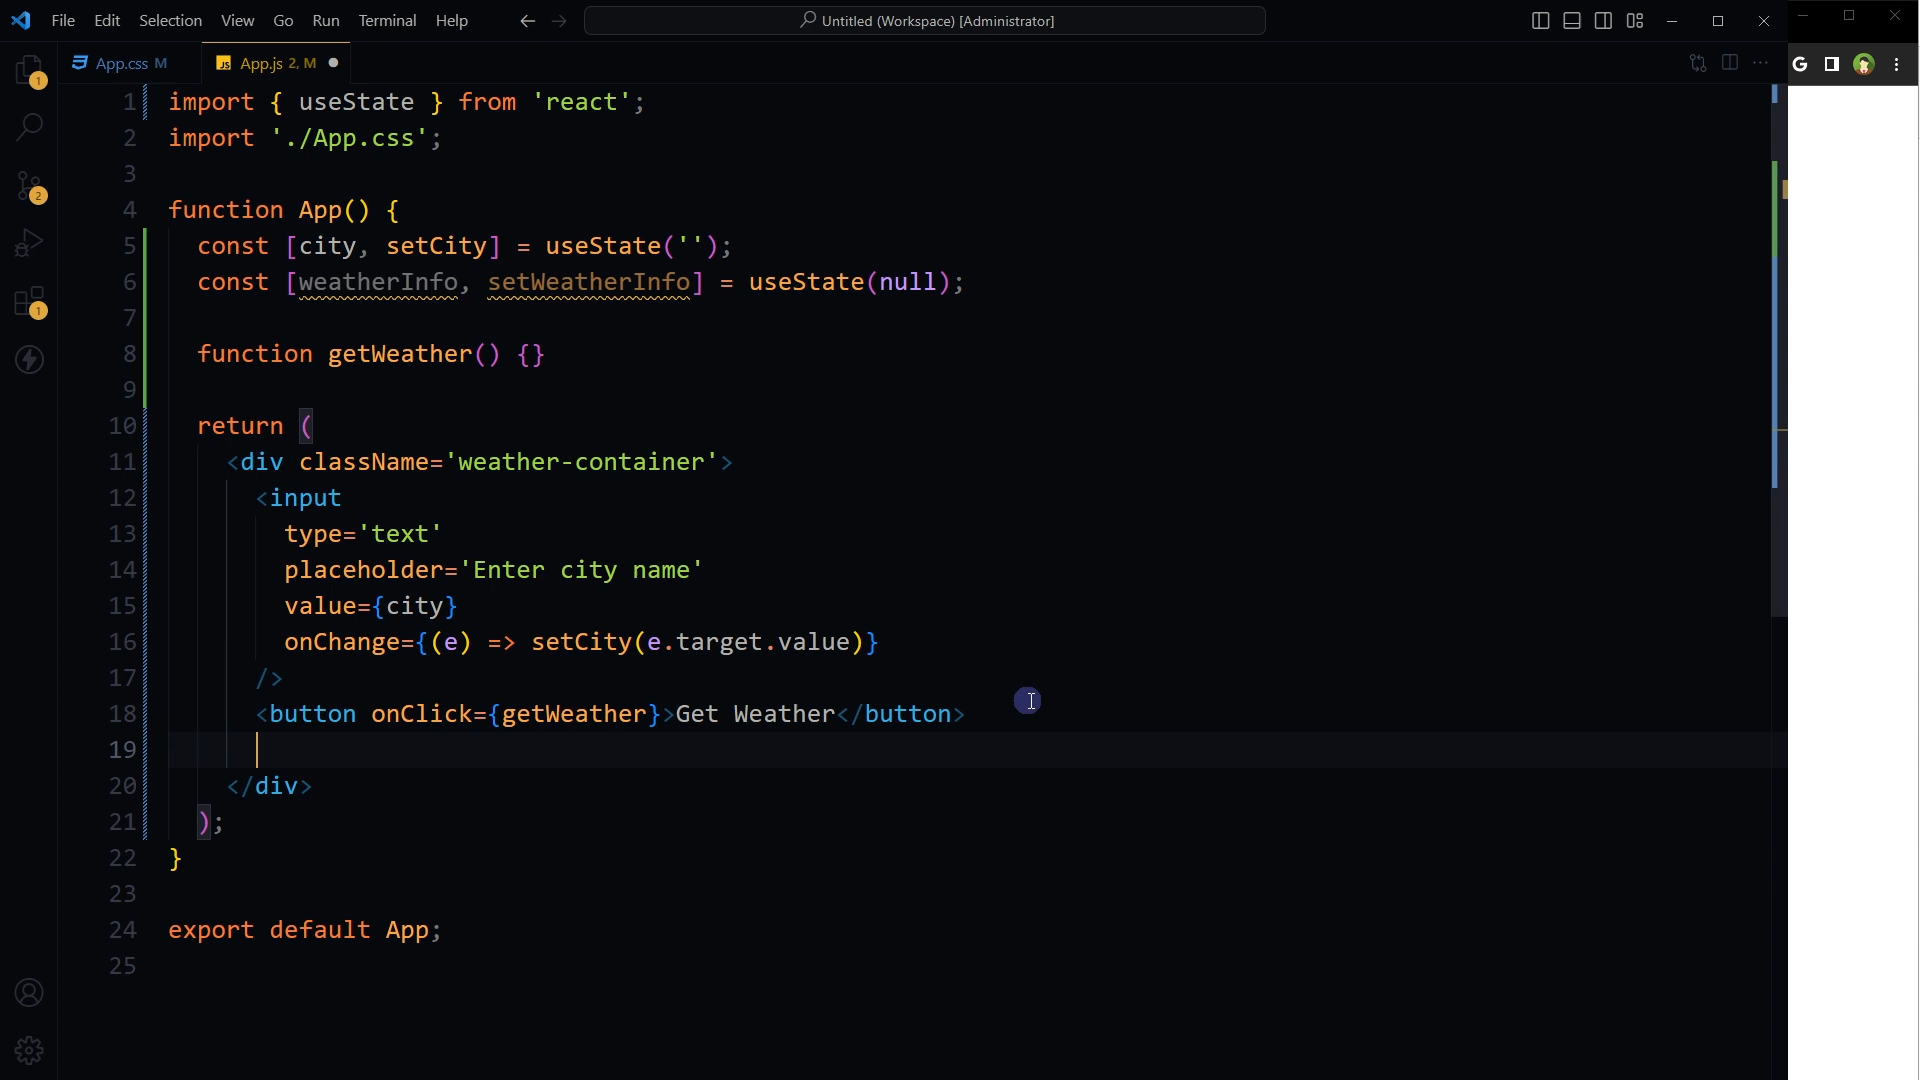 File Edit Selection View Go Run Terminal Help
Untitled (Workspace) [Administrator]
App.css M
JS App.js 2, M
1 import { useState } from 'react';
2 import './App.css';
3
4 function App() {
5 const [city, setCity] = useState('');
6 const [weatherInfo, setWeatherInfo] = useState(null);
7
8 function getWeather() {}
9
10 return (
11 <div className='weather-container'>
12 <input
13 type='text'
14 placeholder='Enter city name'
15 value={city}
16 onChange={(e) => setCity(e.target.value)}
17 />
18 <button onClick={getWeather}>Get Weather</button>
19
20 </div>
21 );
22 }
23
24 export default App;
25
1
2
1
G